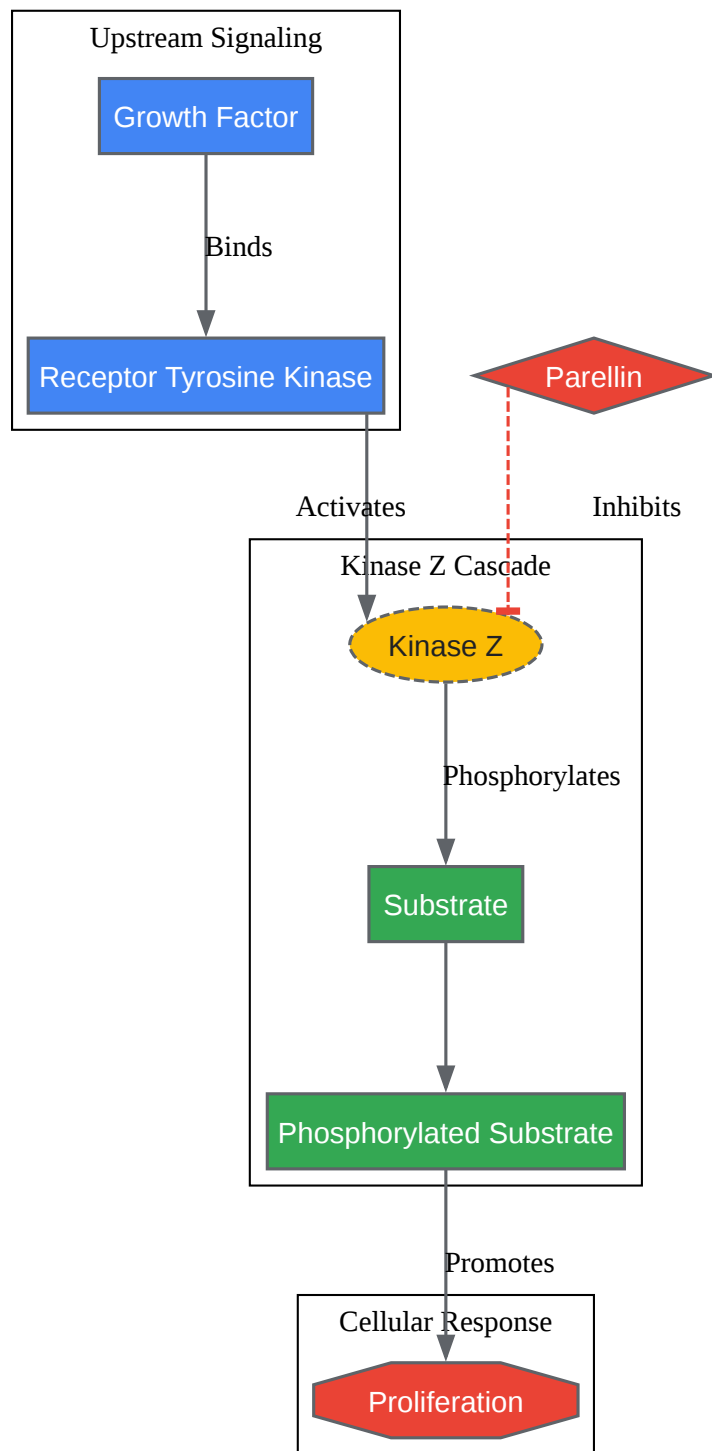 Upstream Signaling
Growth Factor
Binds
Receptor Tyrosine Kinase
Parellin
Activates
Inhibits
Kinase Z Cascade
Kinase Z
Phosphorylates
Substrate
Phosphorylated Substrate
Promotes
Cellular Response
Proliferation